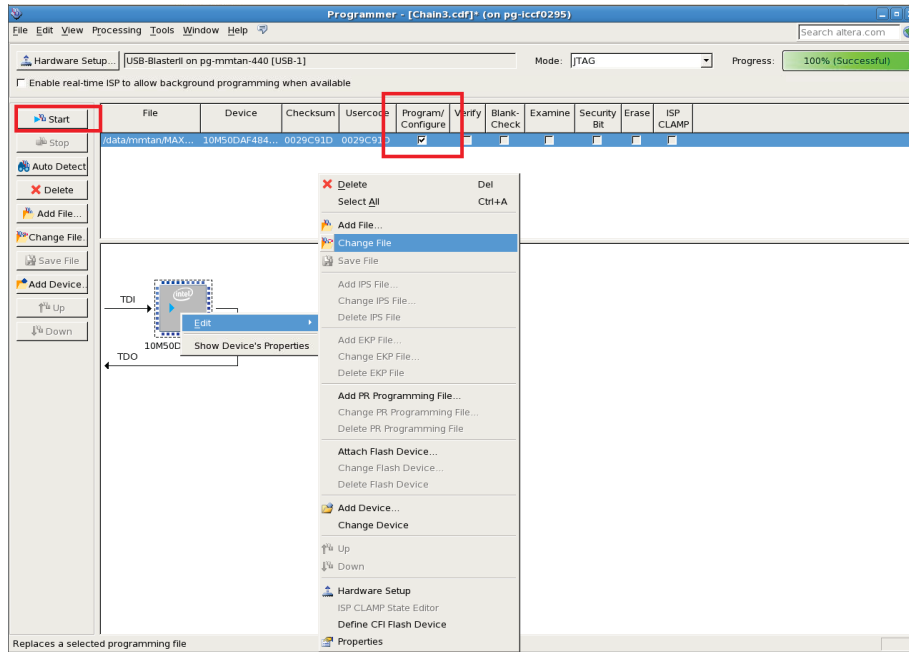 Programmer - [Chain3.cdf]* (on pg-iccf0295)
File Edit View Processing Tools Window Help
Search altera.com
Hardware Setup... USB-BlasterII on pg-mmtan-440 [USB-1] Mode: JTAG Progress: 100% (Successful)
Enable real-time ISP to allow background programming when available
Start
Stop
Auto Detect
Delete
Add File...
Change File.
Save File
Add Device.
Up
Down
File Device Checksum Usercode Program/ Configure Verify Blank- Check Examine Security Bit Erase ISP CLAMP
/data/mmtan/MAX... 10M50DAF484... 0029C91D 0029C91D
TDI
intel
10M50D
TDO
Edit
Show Device's Properties
Delete Del
Select All Ctrl+A
Add File...
Change File
Save File
Add IPS File...
Change IPS File...
Delete IPS File
Add EKP File...
Change EKP File...
Delete EKP File
Add PR Programming File...
Change PR Programming File...
Delete PR Programming File
Attach Flash Device...
Change Flash Device...
Delete Flash Device
Add Device...
Change Device
Up
Down
Hardware Setup
ISP CLAMP State Editor
Define CFI Flash Device
Properties
Replaces a selected programming file